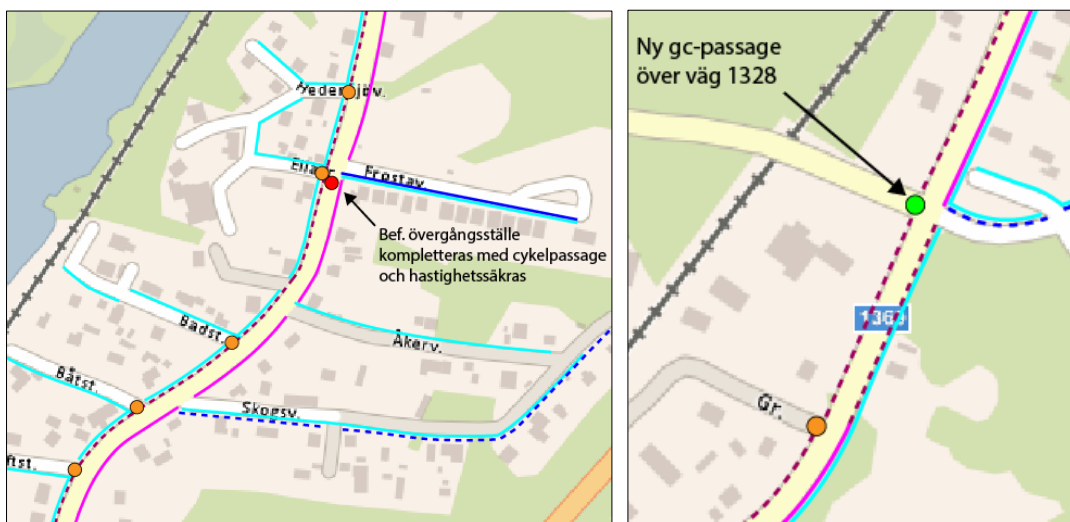 Hedersjöv.
Frostav.
Bef. övergångsställe
kompletteras med cykelpassage
och hastighetssäkras
Badst.
Åkerv.
Båtst.
Skogsv.
Ny gc-passage
över väg 1328
Gr.